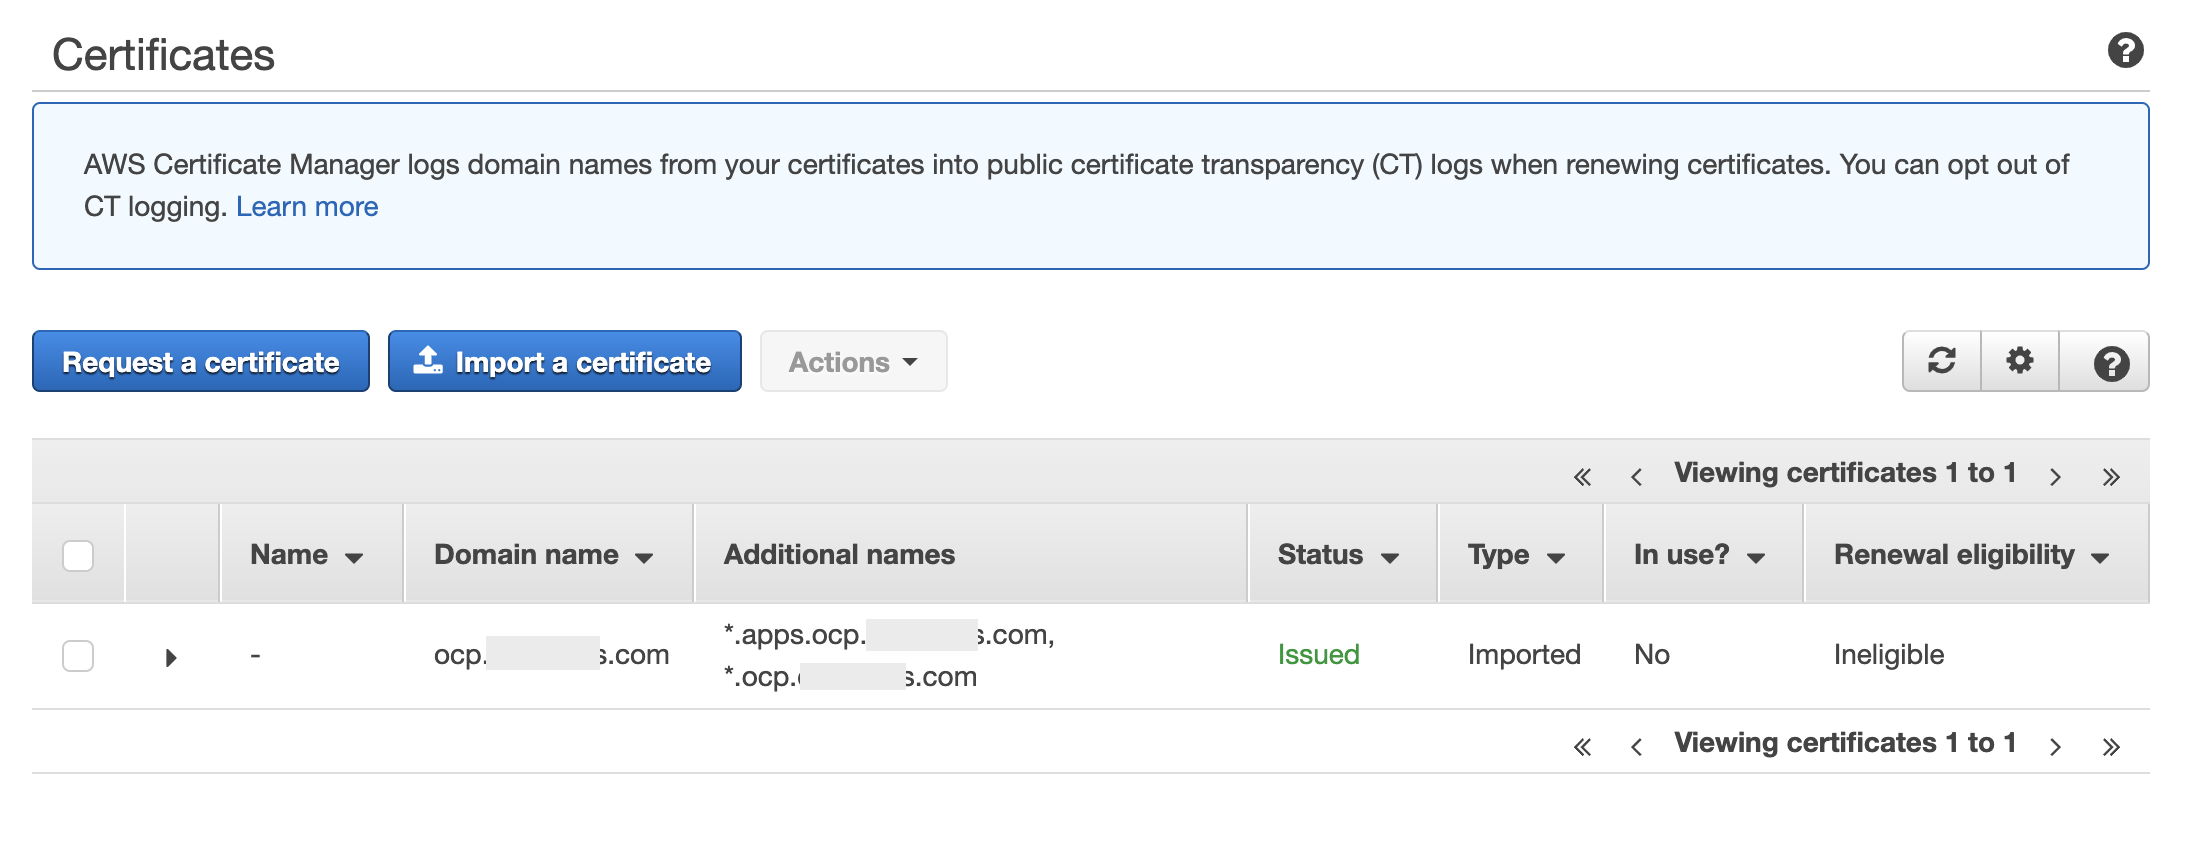 Certificates
AWS Certificate Manager logs domain names from your certificates into public certificate transparency (CT) logs when renewing certificates. You can opt out of
CT logging. Learn more
Request a certificate Import a certificate Actions
« ‹ Viewing certificates 1 to 1 › »
Name Domain name Additional names Status Type In use? Renewal eligibility
- ocp. s.com *.apps.ocp. s.com, Issued Imported No Ineligible
*.ocp. s.com
« ‹ Viewing certificates 1 to 1 › »